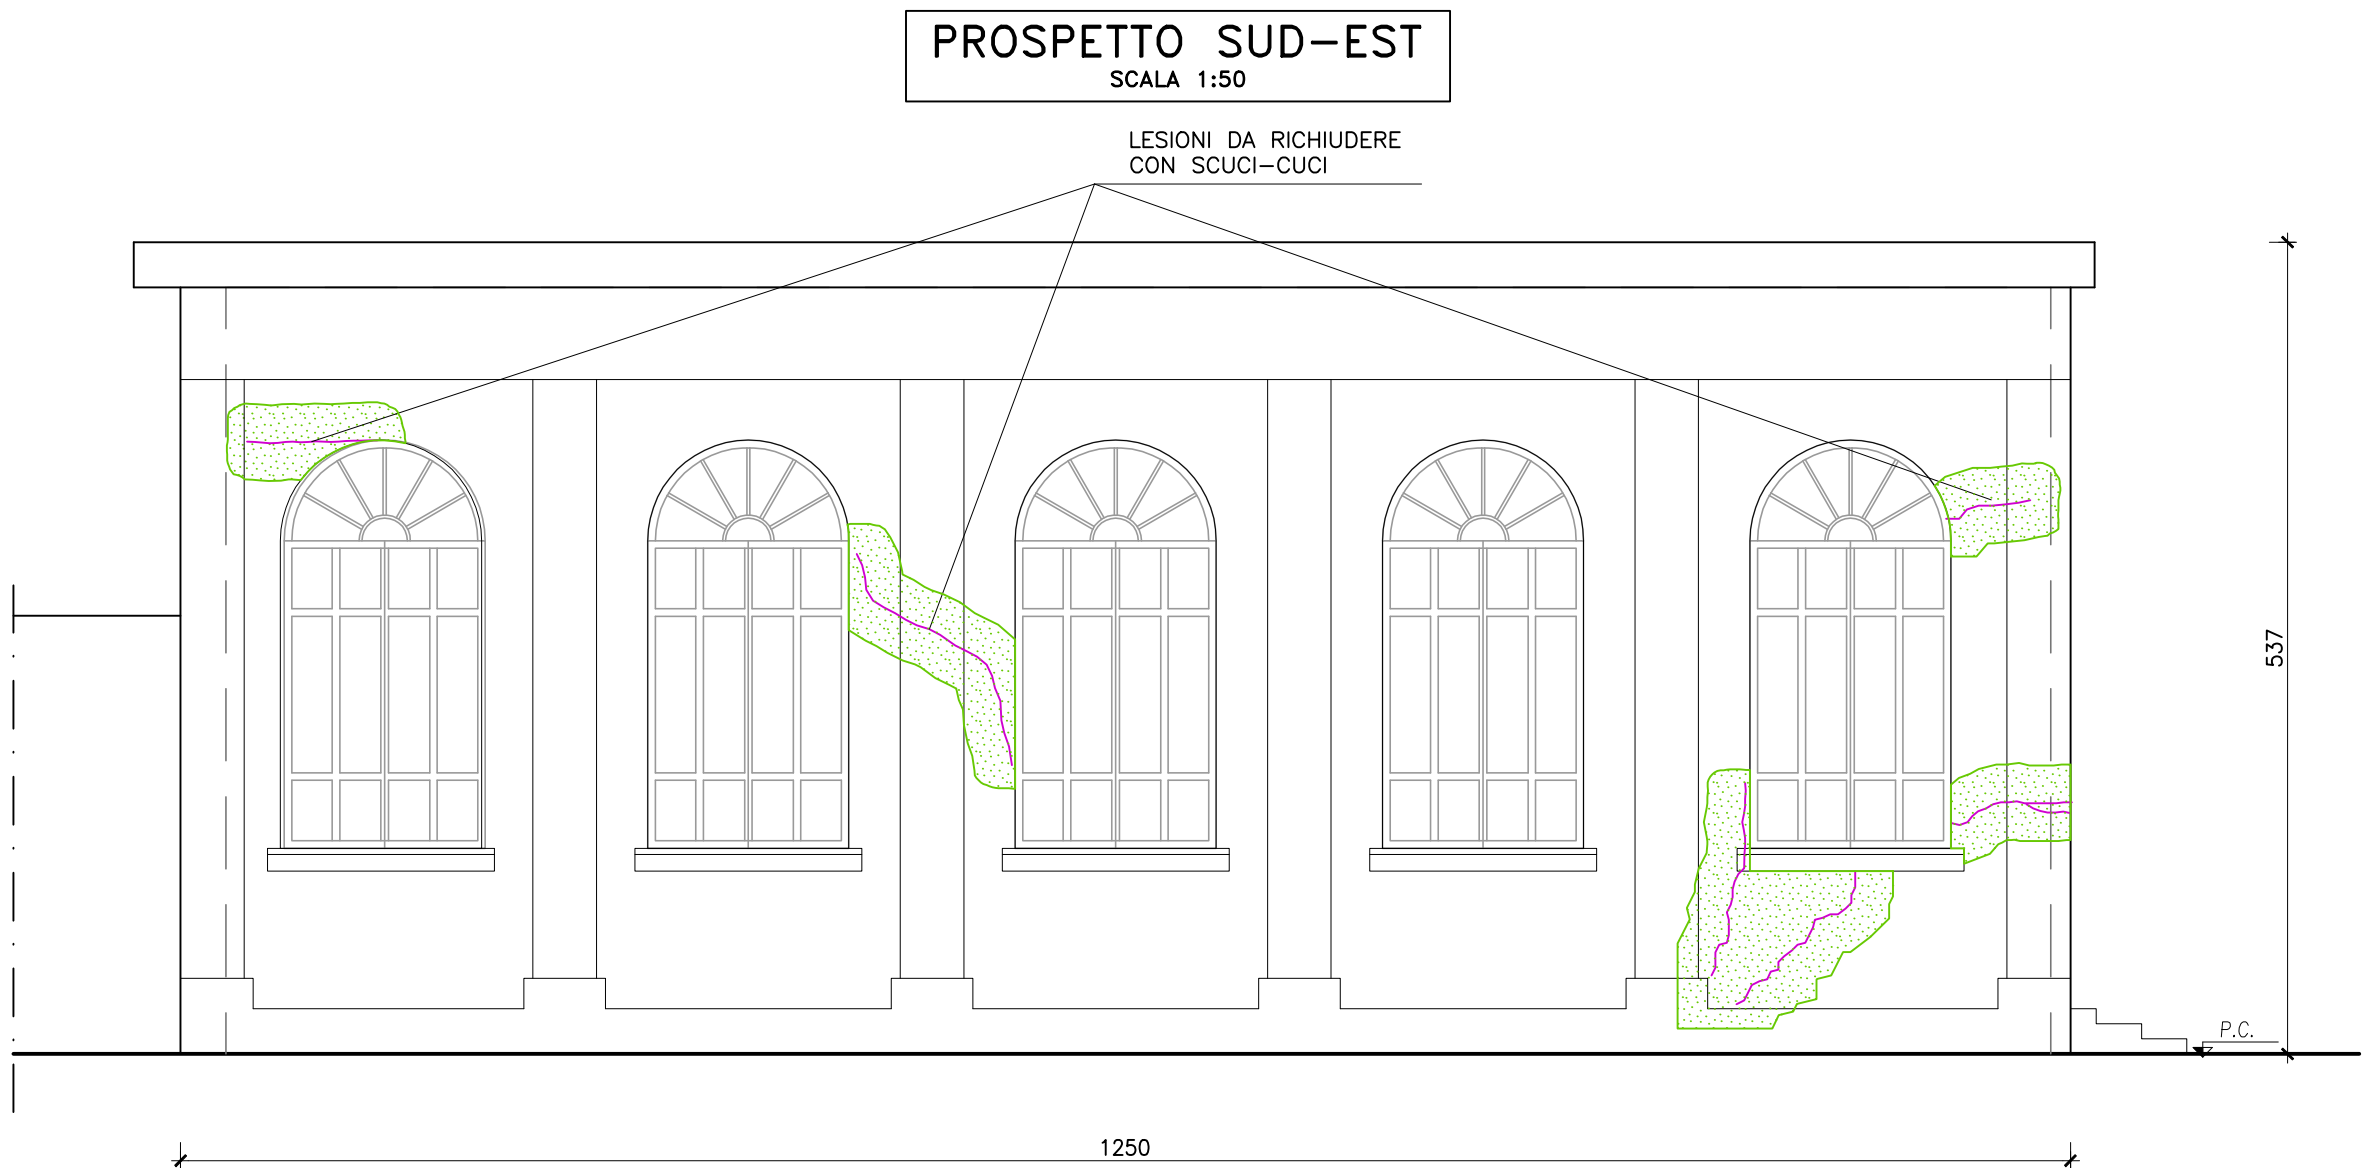 PROSPETTO SUD-EST
SCALA 1:50
LESIONI DA RICHIUDERE
CON SCUCI-CUCI
537
P.C.
1250